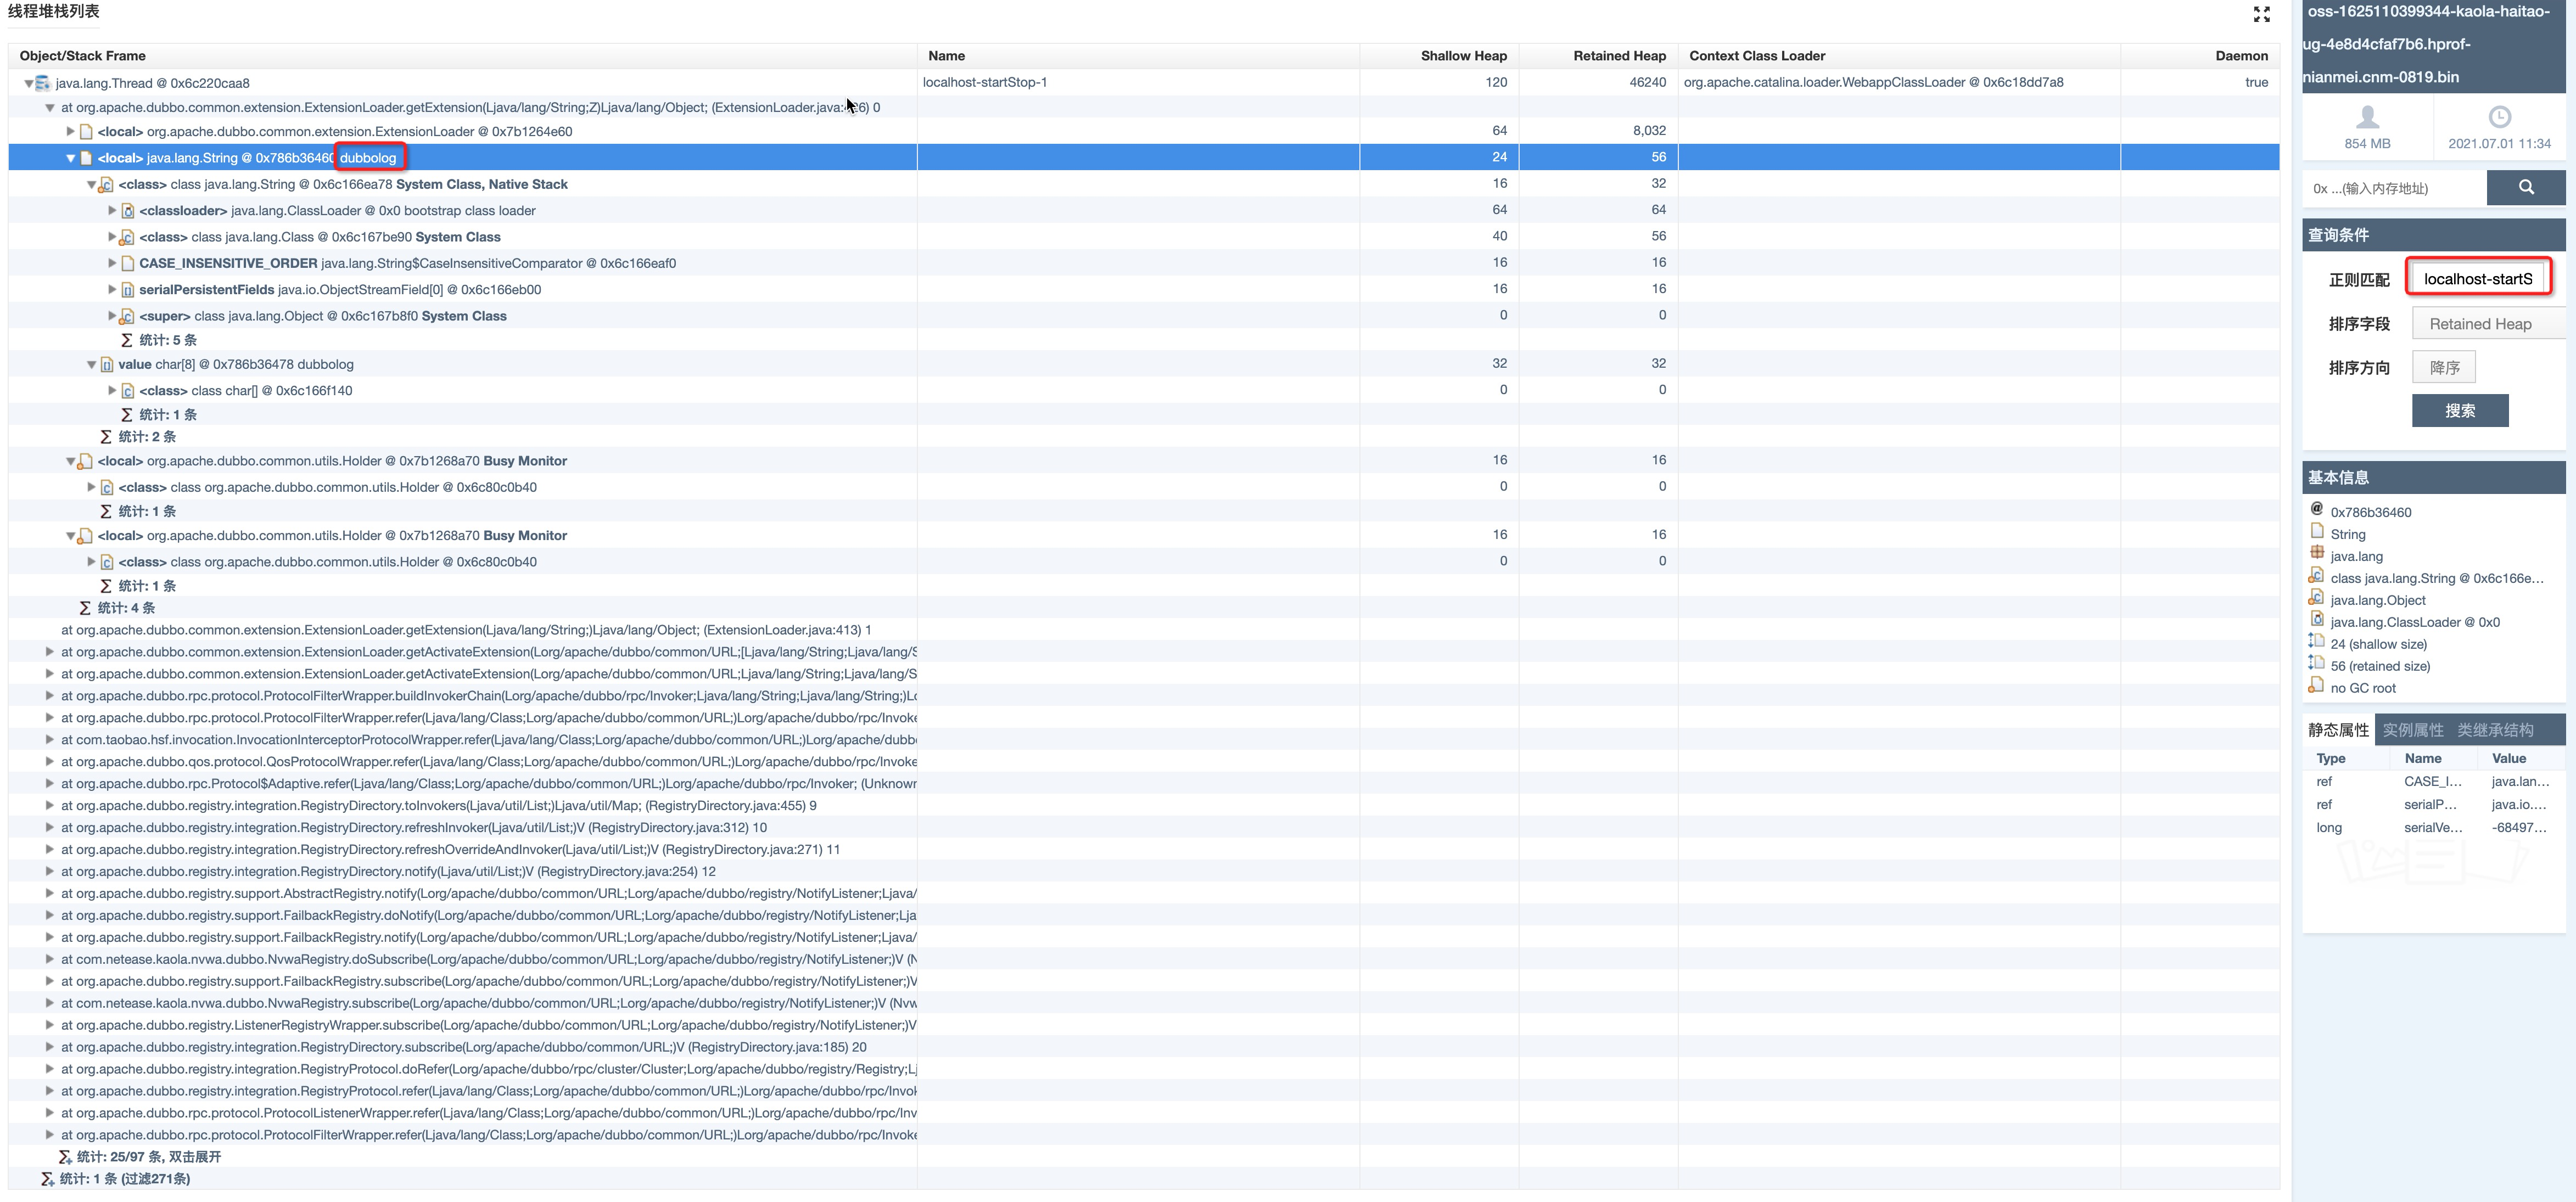 线程堆栈列表
Object/Stack Frame Name Shallow Heap Retained Heap Context Class Loader Daemon
java.lang.Thread @ 0x6c220caa8 localhost-startStop-1 120 46240 org.apache.catalina.loader.WebappClassLoader @ 0x6c18dd7a8 true
at org.apache.dubbo.common.extension.ExtensionLoader.getExtension(Ljava/lang/String;Z)Ljava/lang/Object; (ExtensionLoader.java: 6) 0
<local> org.apache.dubbo.common.extension.ExtensionLoader @ 0x7b1264e60 64 8,032
<local> java.lang.String @ 0x786b36460 dubbolog 24 56
<class> class java.lang.String @ 0x6c166ea78 System Class, Native Stack 16 32
<classloader> java.lang.ClassLoader @ 0x0 bootstrap class loader 64 64
<class> class java.lang.Class @ 0x6c167be90 System Class 40 56
CASE_INSENSITIVE_ORDER java.lang.String$CaseInsensitiveComparator @ 0x6c166eaf0 16 16
serialPersistentFields java.io.ObjectStreamField[0] @ 0x6c166eb00 16 16
<super> class java.lang.Object @ 0x6c167b8f0 System Class 0 0
∑ 统计: 5 条
value char[8] @ 0x786b36478 dubbolog 32 32
<class> class char[] @ 0x6c166f140 0 0
∑ 统计: 1 条
∑ 统计: 2 条
<local> org.apache.dubbo.common.utils.Holder @ 0x7b1268a70 Busy Monitor 16 16
<class> class org.apache.dubbo.common.utils.Holder @ 0x6c80c0b40 0 0
∑ 统计: 1 条
<local> org.apache.dubbo.common.utils.Holder @ 0x7b1268a70 Busy Monitor 16 16
<class> class org.apache.dubbo.common.utils.Holder @ 0x6c80c0b40 0 0
∑ 统计: 1 条
∑ 统计: 4 条
at org.apache.dubbo.common.extension.ExtensionLoader.getExtension(Ljava/lang/String;)Ljava/lang/Object; (ExtensionLoader.java:413) 1
at org.apache.dubbo.common.extension.ExtensionLoader.getActivateExtension(Lorg/apache/dubbo/common/URL;[Ljava/lang/String;Ljava/lang/S
at org.apache.dubbo.common.extension.ExtensionLoader.getActivateExtension(Lorg/apache/dubbo/common/URL;Ljava/lang/String;Ljava/lang/S
at org.apache.dubbo.rpc.protocol.ProtocolFilterWrapper.buildInvokerChain(Lorg/apache/dubbo/rpc/Invoker;Ljava/lang/String;Ljava/lang/String;)Lo
at org.apache.dubbo.rpc.protocol.ProtocolFilterWrapper.refer(Ljava/lang/Class;Lorg/apache/dubbo/common/URL;)Lorg/apache/dubbo/rpc/Invoke
at com.taobao.hsf.invocation.InvocationInterceptorProtocolWrapper.refer(Ljava/lang/Class;Lorg/apache/dubbo/common/URL;)Lorg/apache/dubb
at org.apache.dubbo.qos.protocol.QosProtocolWrapper.refer(Ljava/lang/Class;Lorg/apache/dubbo/common/URL;)Lorg/apache/dubbo/rpc/Invoke
at org.apache.dubbo.rpc.Protocol$Adaptive.refer(Ljava/lang/Class;Lorg/apache/dubbo/common/URL;)Lorg/apache/dubbo/rpc/Invoker; (Unknown
at org.apache.dubbo.registry.integration.RegistryDirectory.toInvokers(Ljava/util/List;)Ljava/util/Map; (RegistryDirectory.java:455) 9
at org.apache.dubbo.registry.integration.RegistryDirectory.refreshInvoker(Ljava/util/List;)V (RegistryDirectory.java:312) 10
at org.apache.dubbo.registry.integration.RegistryDirectory.refreshOverrideAndInvoker(Ljava/util/List;)V (RegistryDirectory.java:271) 11
at org.apache.dubbo.registry.integration.RegistryDirectory.notify(Ljava/util/List;)V (RegistryDirectory.java:254) 12
at org.apache.dubbo.registry.support.AbstractRegistry.notify(Lorg/apache/dubbo/common/URL;Lorg/apache/dubbo/registry/NotifyListener;Ljava/
at org.apache.dubbo.registry.support.FailbackRegistry.doNotify(Lorg/apache/dubbo/common/URL;Lorg/apache/dubbo/registry/NotifyListener;Lja
at org.apache.dubbo.registry.support.FailbackRegistry.notify(Lorg/apache/dubbo/common/URL;Lorg/apache/dubbo/registry/NotifyListener;Ljava/
at com.netease.kaola.nvwa.dubbo.NvwaRegistry.doSubscribe(Lorg/apache/dubbo/common/URL;Lorg/apache/dubbo/registry/NotifyListener;)V (N
at org.apache.dubbo.registry.support.FailbackRegistry.subscribe(Lorg/apache/dubbo/common/URL;Lorg/apache/dubbo/registry/NotifyListener;)V
at com.netease.kaola.nvwa.dubbo.NvwaRegistry.subscribe(Lorg/apache/dubbo/common/URL;Lorg/apache/dubbo/registry/NotifyListener;)V (Nvw
at org.apache.dubbo.registry.ListenerRegistryWrapper.subscribe(Lorg/apache/dubbo/common/URL;Lorg/apache/dubbo/registry/NotifyListener;)V
at org.apache.dubbo.registry.integration.RegistryDirectory.subscribe(Lorg/apache/dubbo/common/URL;)V (RegistryDirectory.java:185) 20
at org.apache.dubbo.registry.integration.RegistryProtocol.doRefer(Lorg/apache/dubbo/rpc/cluster/Cluster;Lorg/apache/dubbo/registry/Registry;Lj
at org.apache.dubbo.registry.integration.RegistryProtocol.refer(Ljava/lang/Class;Lorg/apache/dubbo/common/URL;)Lorg/apache/dubbo/rpc/Invok
at org.apache.dubbo.rpc.protocol.ProtocolListenerWrapper.refer(Ljava/lang/Class;Lorg/apache/dubbo/common/URL;)Lorg/apache/dubbo/rpc/Inv
at org.apache.dubbo.rpc.protocol.ProtocolFilterWrapper.refer(Ljava/lang/Class;Lorg/apache/dubbo/common/URL;)Lorg/apache/dubbo/rpc/Invoke
∑ 统计: 25/97 条, 双击展开
∑ 统计: 1 条 (过滤271条)
oss-1625110399344-kaola-haitao-
ug-4e8d4cfaf7b6.hprof-
nianmei.cnm-0819.bin
854 MB 2021.07.01 11:34
0x ...(输入内存地址)
查询条件
正则匹配 localhost-startS
排序字段 Retained Heap
排序方向 降序
搜索
基本信息
@ 0x786b36460
String
java.lang
class java.lang.String @ 0x6c166e...
java.lang.Object
java.lang.ClassLoader @ 0x0
24 (shallow size)
56 (retained size)
no GC root
静态属性 实例属性 类继承结构
Type Name Value
ref CASE_I... java.lan...
ref serialP... java.io....
long serialVe... -68497...